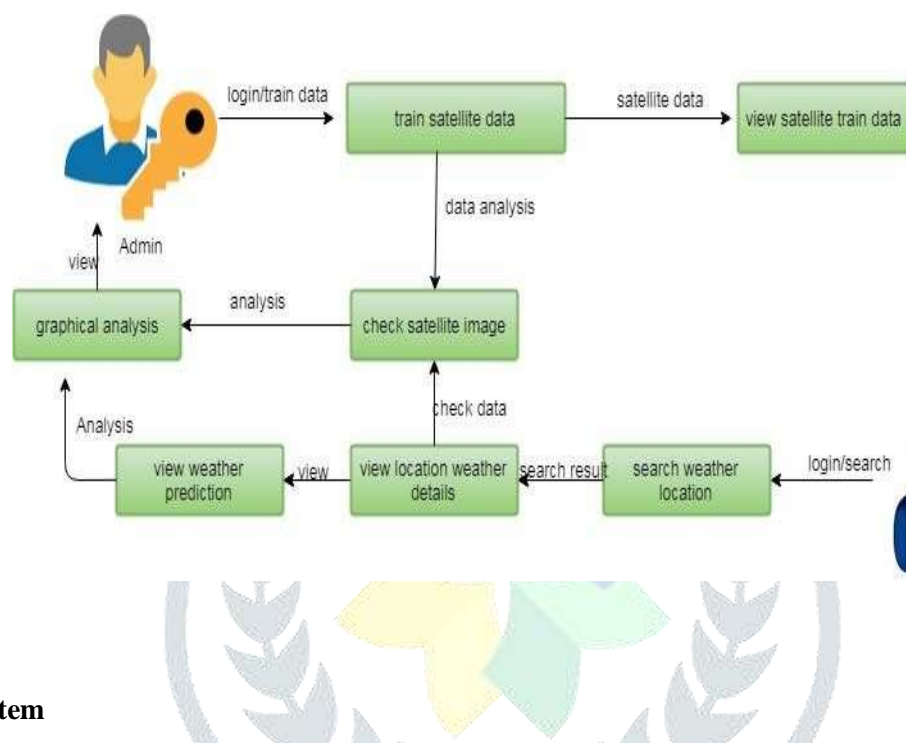 login/train data
train satellite data
satellite data
view satellite train data
data analysis
Admin
view
graphical analysis
analysis
check satellite image
check data
Analysis
view weather
prediction
view
view location weather
details
search result
search weather
location
login/search
tem